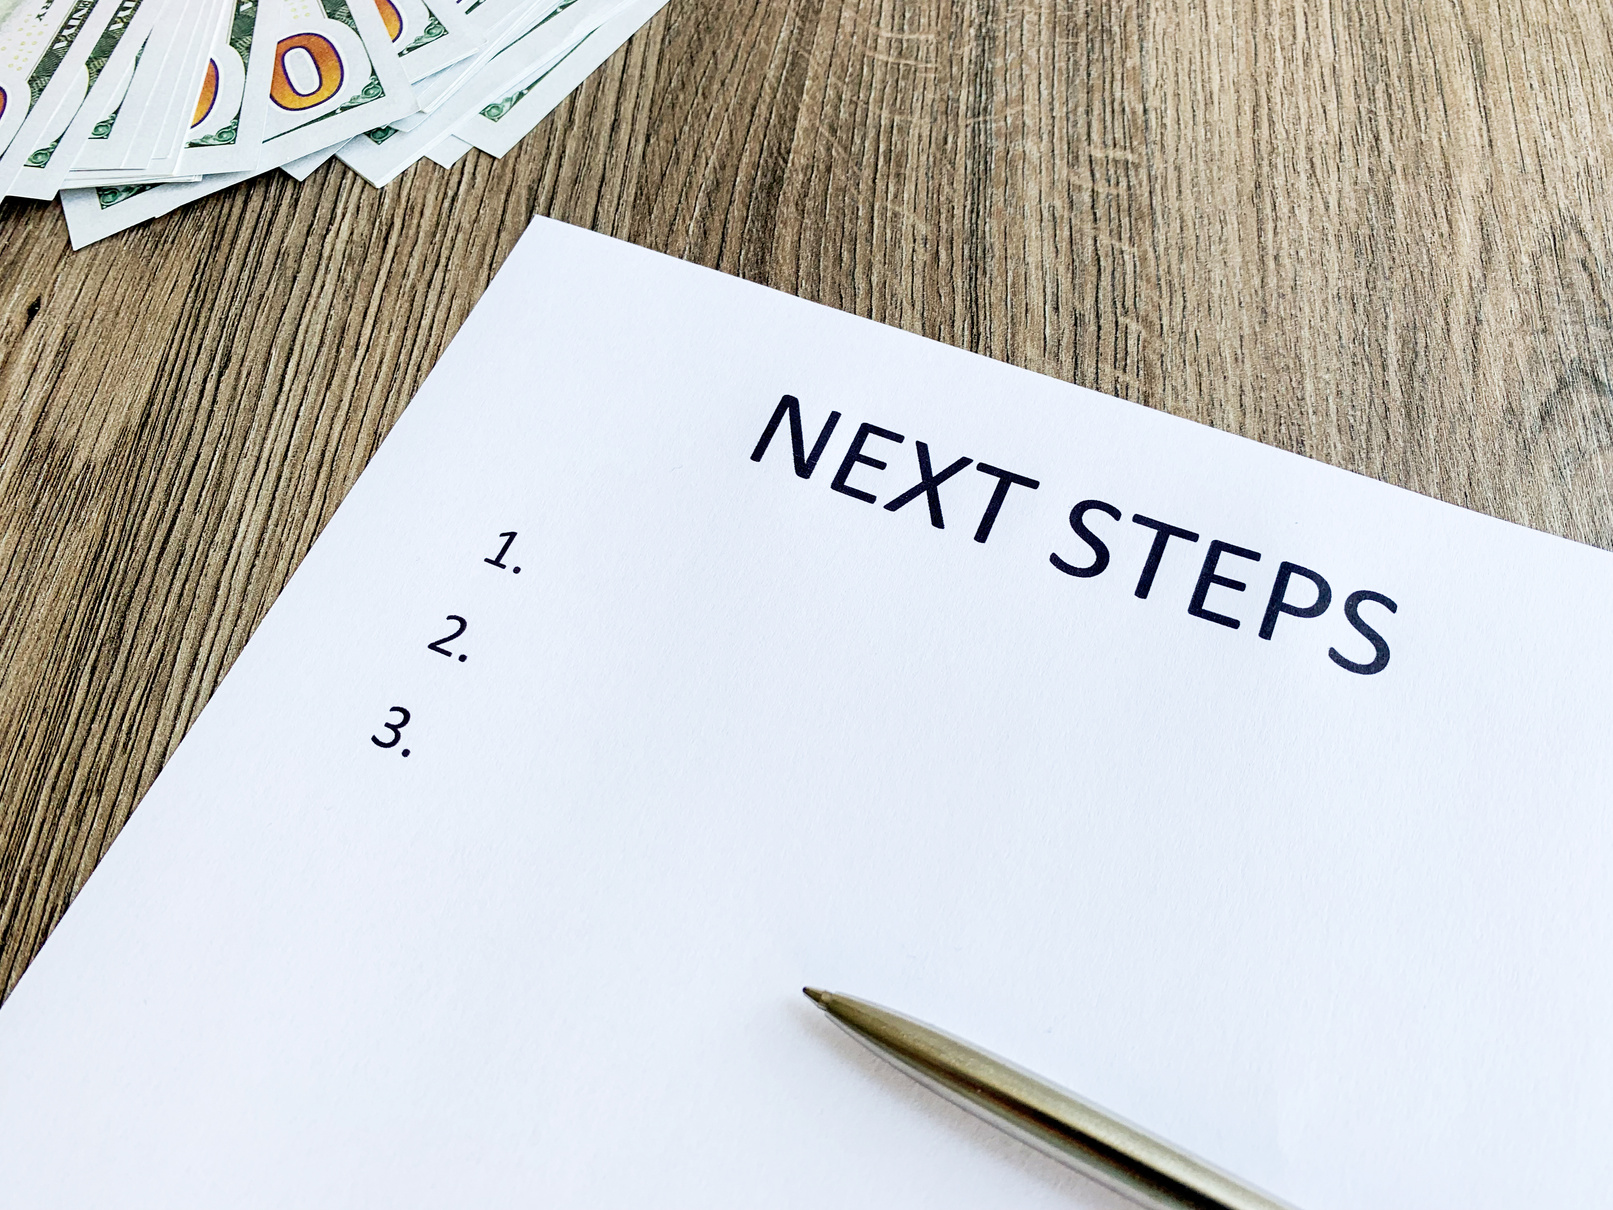 NEXT STEPS
1.
2.
3.